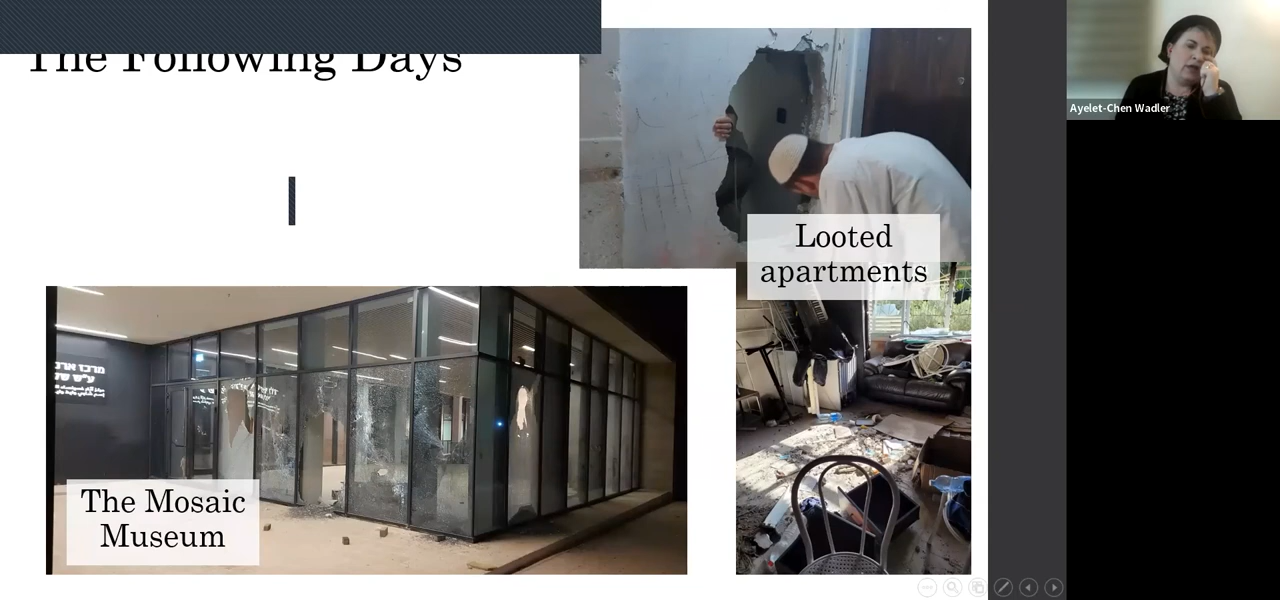 The Following Days
Looted
apartments
The Mosaic
Museum
Ayelet-Chen Wadler